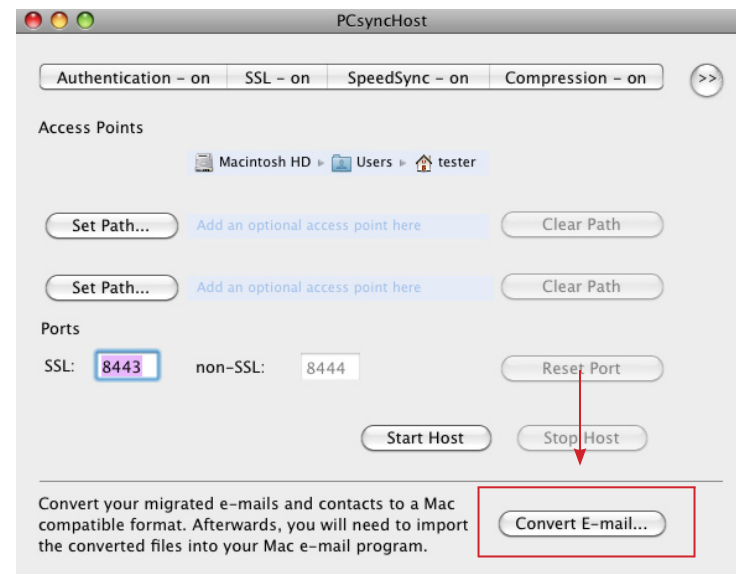 PCsyncHost
Authentication – on SSL – on SpeedSync – on Compression – on >>
Access Points
Macintosh HD ▸ Users ▸ tester
Set Path... Add an optional access point here Clear Path
Set Path... Add an optional access point here Clear Path
Ports
SSL: 8443 non-SSL: 8444 Reset Port
Start Host Stop Host
Convert your migrated e-mails and contacts to a Mac
compatible format. Afterwards, you will need to import
the converted files into your Mac e-mail program.
Convert E-mail...